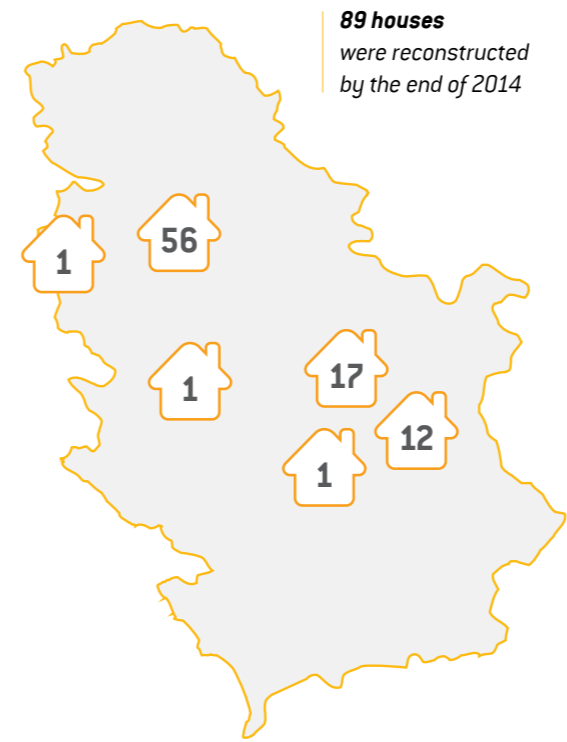 89 houses
were reconstructed
by the end of 2014
56
1
17
1
12
1